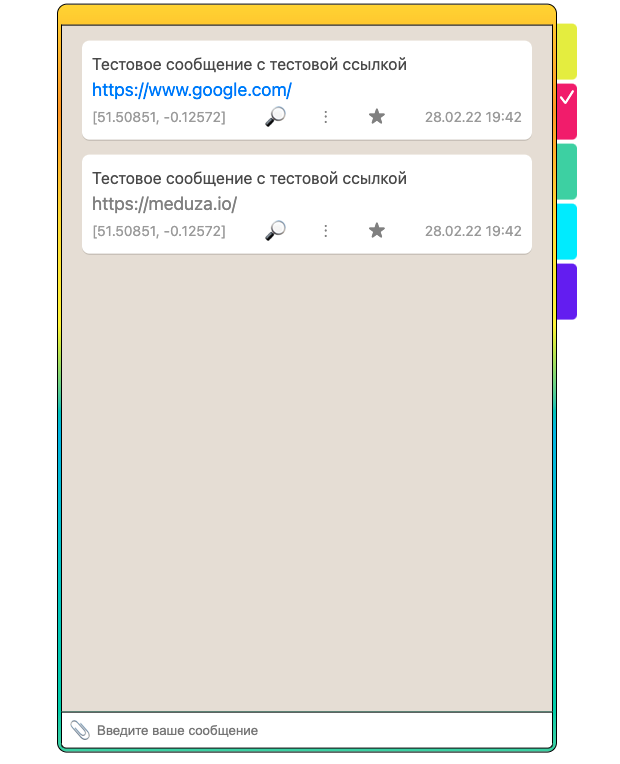 Тестовое сообщение с тестовой ссылкой
https://www.google.com/
[51.50851, -0.12572] 28.02.22 19:42
Тестовое сообщение с тестовой ссылкой
https://meduza.io/
[51.50851, -0.12572] 28.02.22 19:42
Введите ваше сообщение